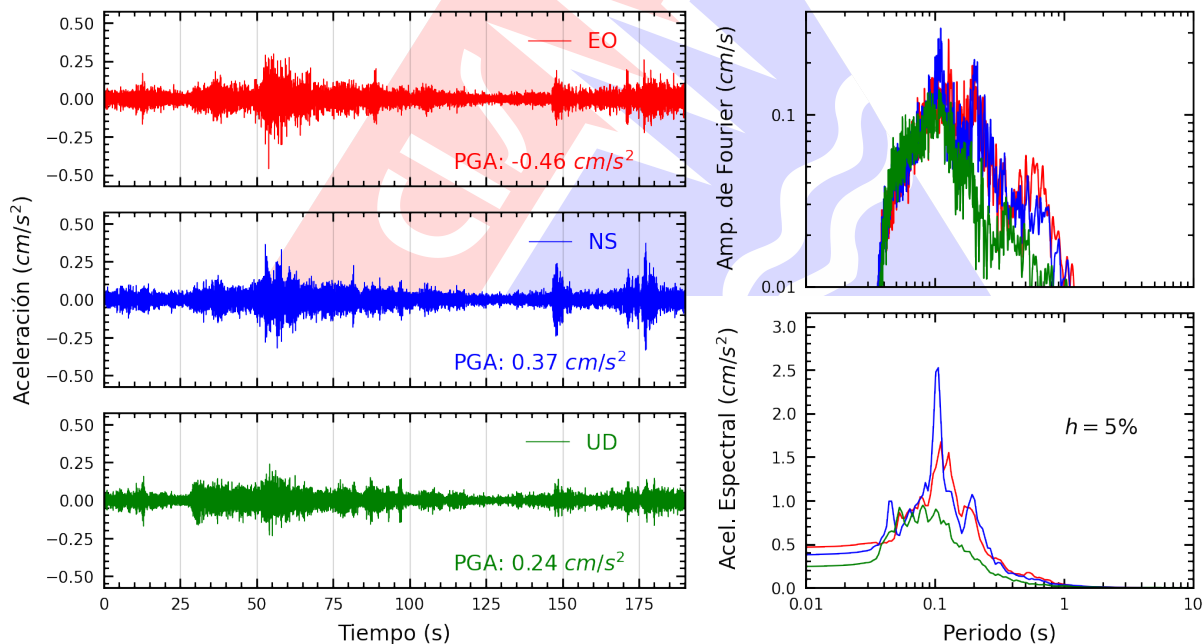 Aceleración (cm/s²)
0.50
0.25
0.00
−0.25
−0.50
EO
PGA: -0.46 cm/s²
0.50
0.25
0.00
−0.25
−0.50
NS
PGA: 0.37 cm/s²
0.50
0.25
0.00
−0.25
−0.50
UD
PGA: 0.24 cm/s²
0 25 50 75 100 125 150 175
Tiempo (s)
Amp. de Fourier (cm/s)
0.1
0.01
Acel. Espectral (cm/s²)
3.0
2.5
2.0
1.5
1.0
0.5
0.0
h = 5%
0.01 0.1 1 10
Periodo (s)